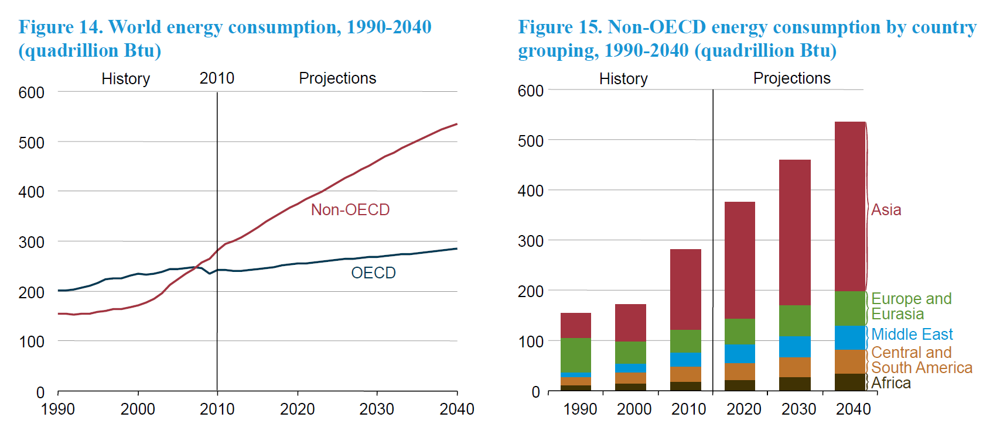 Figure 14. World energy consumption, 1990-2040
(quadrillion Btu)
History 2010 Projections
600
500
400
300
200
100
0
Non-OECD
OECD
1990 2000 2010 2020 2030 2040
Figure 15. Non-OECD energy consumption by country
grouping, 1990-2040 (quadrillion Btu)
History Projections
600
500
400
300
200
100
0
Asia
Europe and
Eurasia
Middle East
Central and
South America
Africa
1990 2000 2010 2020 2030 2040